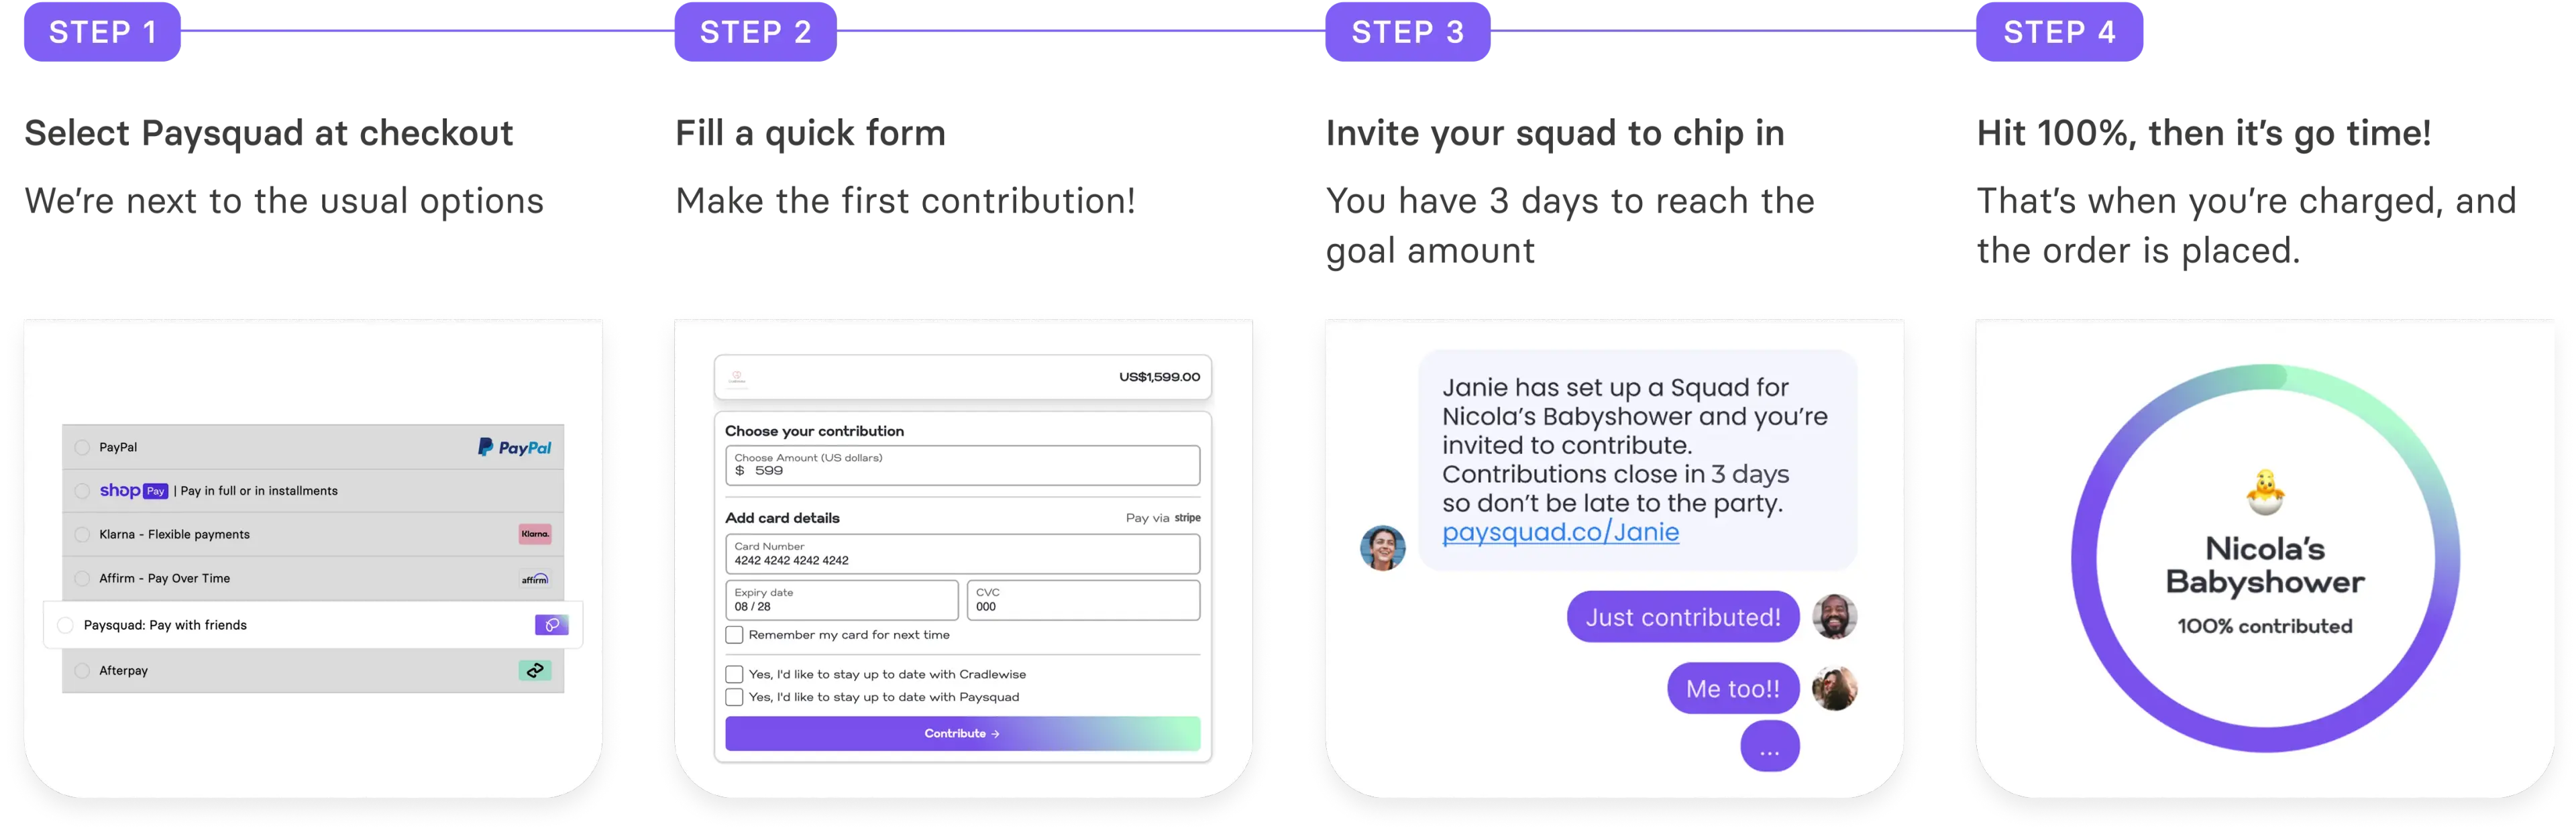 STEP 1
STEP 2
STEP 3
STEP 4
Select Paysquad at checkout
We're next to the usual options
Fill a quick form
Make the first contribution!
Invite your squad to chip in
You have 3 days to reach the
goal amount
Hit 100%, then it's go time!
That's when you're charged, and
the order is placed.
PayPal
PayPal
shop Pay | Pay in full or in installments
Klarna - Flexible payments
Klarna.
Affirm - Pay Over Time
affirm
Paysquad: Pay with friends
Afterpay
US$1,599.00
Choose your contribution
Choose Amount (US dollars)
$ 599
Add card details
Pay via stripe
Card Number
4242 4242 4242 4242
Expiry date
08 / 28
CVC
000
Remember my card for next time
Yes, I'd like to stay up to date with Cradlewise
Yes, I'd like to stay up to date with Paysquad
Contribute →
Janie has set up a Squad for
Nicola's Babyshower and you're
invited to contribute.
Contributions close in 3 days
so don't be late to the party.
paysquad.co/Janie
Just contributed!
Me too!!
...
Nicola's
Babyshower
100% contributed